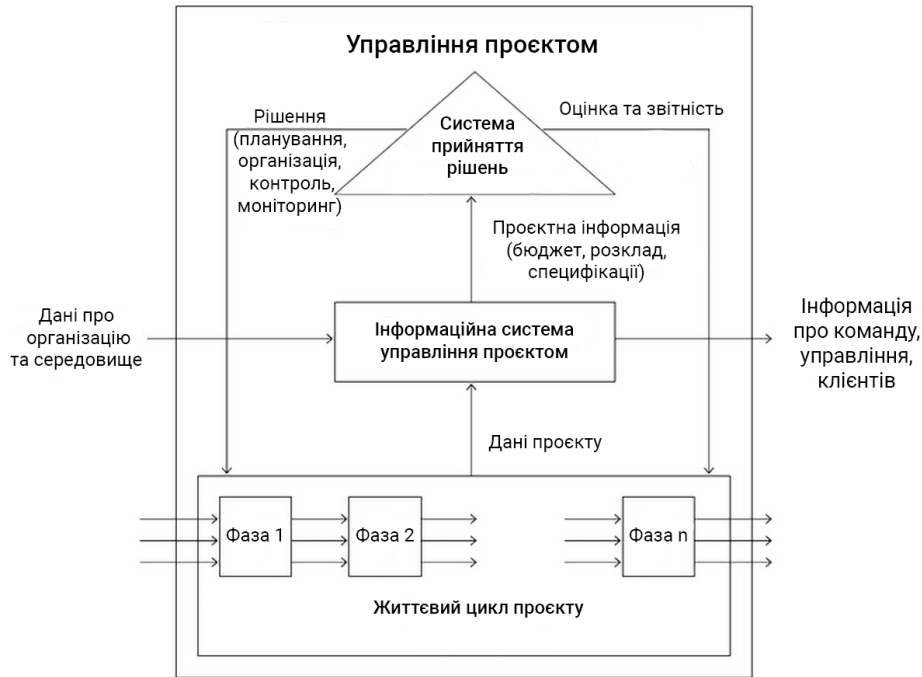 Управління проєктом
Рішення
(планування,
організація,
контроль,
моніторинг)
Система
прийняття
рішень
Оцінка та звітність
Проєктна інформація
(бюджет, розклад,
специфікації)
Дані про
організацію
та середовище
Інформаційна система
управління проєктом
Інформація
про команду,
управління,
клієнтів
Дані проєкту
Фаза 1
Фаза 2
Фаза n
Життєвий цикл проєкту